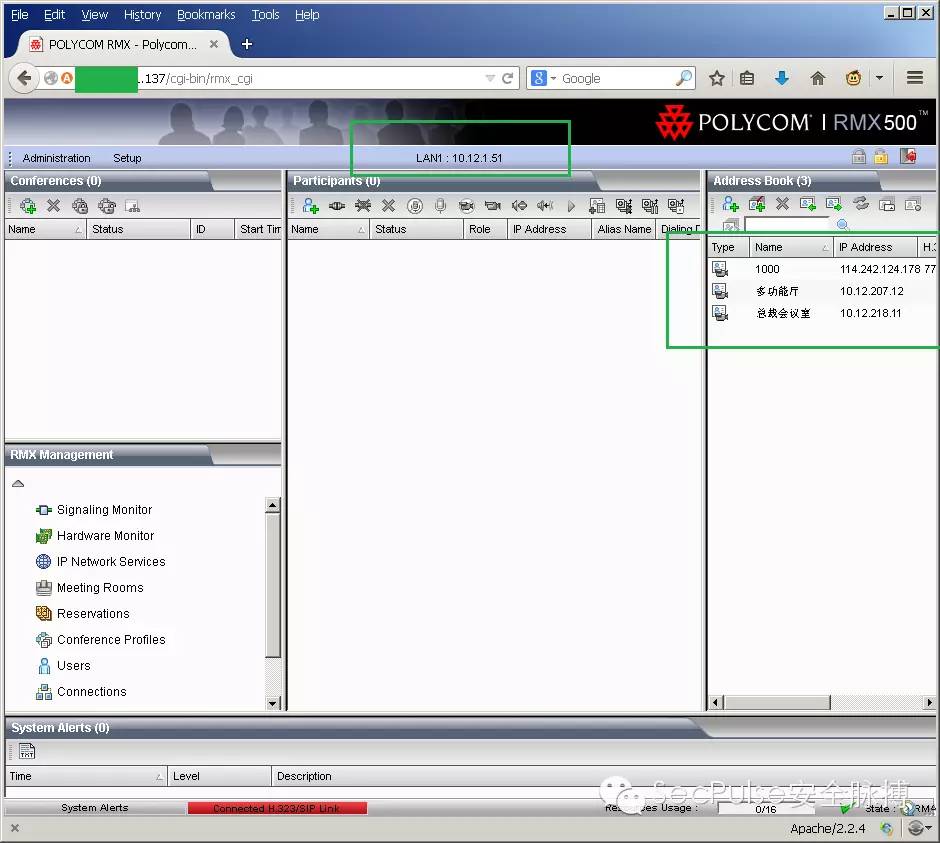 File Edit View History Bookmarks Tools Help
POLYCOM RMX - Polycom...
.137/cgi-bin/rmx_cgi
Google
POLYCOM | RMX500™
Administration Setup LAN1 : 10.12.1.51
Conferences (0)
Name Status ID Start Tim
Participants (0)
Name Status Role IP Address Alias Name Dialing D
Address Book (3)
Type Name IP Address H.3
1000 114.242.124.178 77
多功能厅 10.12.207.12
总裁会议室 10.12.218.11
RMX Management
Signaling Monitor
Hardware Monitor
IP Network Services
Meeting Rooms
Reservations
Conference Profiles
Users
Connections
System Alerts (0)
TXT
Time Level Description
System Alerts Connected H.323/SIP Link Resources Usage : 0/16 State : RM4
SecPulse安全脉搏
Apache/2.2.4